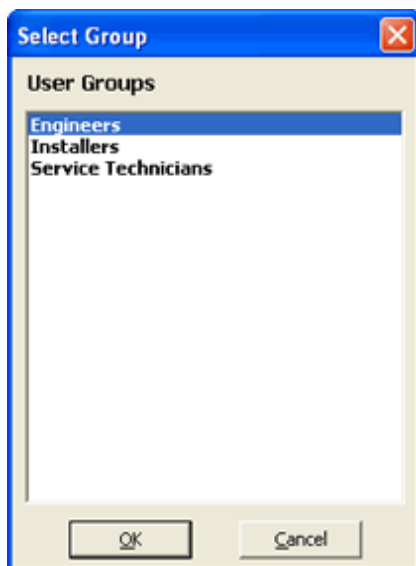 Select Group
User Groups
Engineers
Installers
Service Technicians
OK
Cancel